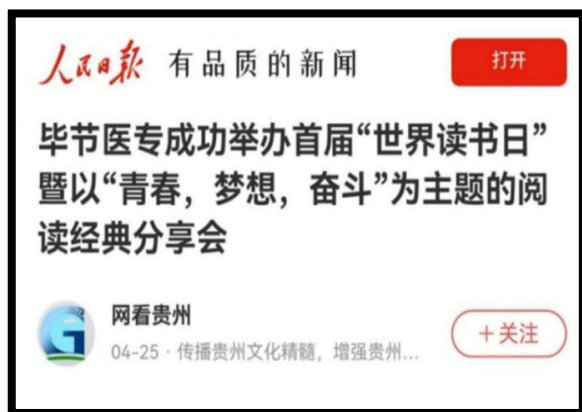 人民日报 有品质的新闻
打开
毕节医专成功举办首届“世界读书日”
暨以“青春，梦想，奋斗”为主题的阅
读经典分享会
网看贵州
＋关注
04-25 · 传播贵州文化精髓，增强贵州...